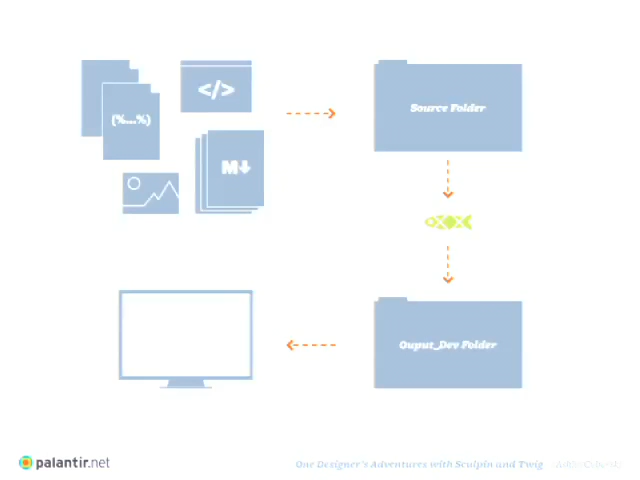 </>
(%...%)
Source Folder
M
Ouput_Dev Folder
palantir.net
One Designer's Adventures with Sculpin and Twig